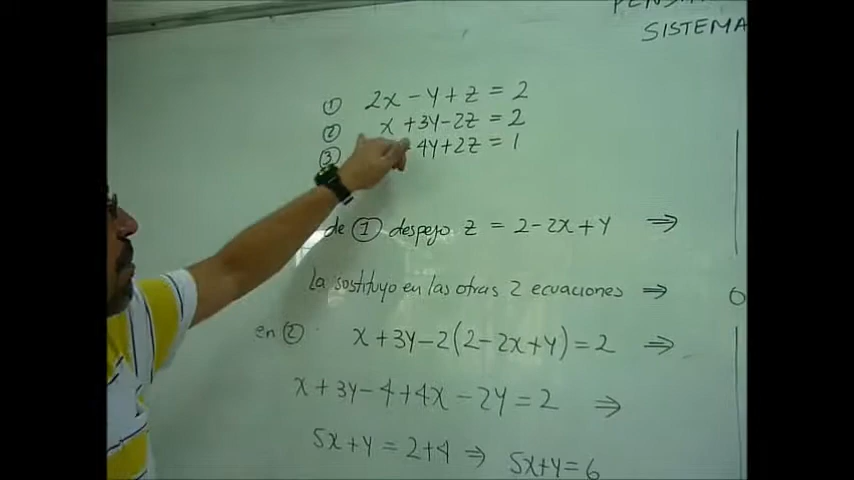 SISTEMA
① 2x - y + z = 2
② x + 3y - 2z = 2
③ 4y + 2z = 1
de ① despejo z = 2 - 2x + y ⇒
La sostituyo en las otras 2 ecuaciones ⇒
en ② x + 3y - 2(2 - 2x + y) = 2 ⇒
x + 3y - 4 + 4x - 2y = 2 ⇒
5x + y = 2 + 4 ⇒ 5x + y = 6